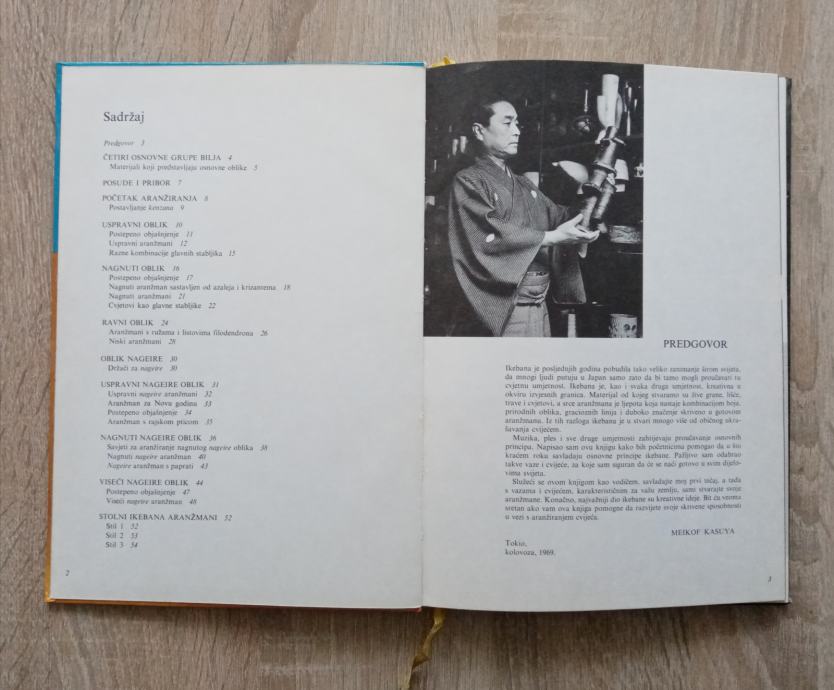 Sadržaj
Predgovor 3
ČETIRI OSNOVNE GRUPE BILJA 4
Materijali koji predstavljaju osnovne oblike 5
POSUDE I PRIBOR 7
POČETAK ARANŽIRANJA 8
Postavljanje kenzana 9
USPRAVNI OBLIK 10
Postepeno objašnjenje 11
Uspravni aranžmani 12
Razne kombinacije glavnih stabljika 15
NAGNUTI OBLIK 16
Postepeno objašnjenje 17
Nagnuti aranžman sastavljen od azaleja i krizantema 18
Nagnuti aranžmani 21
Cvjetovi kao glavne stabljike 22
RAVNI OBLIK 24
Aranžmani s ružama i listovima filodendrona 26
Niski aranžmani 28
OBLIK NAGEIRE 30
Držači za nageire 30
USPRAVNI NAGEIRE OBLIK 31
Uspravni nageire aranžmani 32
Aranžman za Novu godinu 33
Postepeno objašnjenje 34
Aranžman s rajskom pticom 35
NAGNUTI NAGEIRE OBLIK 36
Savjeti za aranžiranje nagnutog nageire oblika 38
Nagnuti nageire aranžmani 40
Nageire aranžman s paprati 43
VISEĆI NAGEIRE OBLIK 44
Postepeno objašnjenje 47
Viseći nageire aranžman 48
STOLNI IKEBANA ARANŽMANI 52
Stil 1 52
Stil 2 53
Stil 3 54
2
PREDGOVOR
Ikebana je posljednjih godina pobudila tako veliko zanimanje širom svijeta,
da mnogi ljudi putuju u Japan samo zato da bi tamo mogli proučavati tu
cvjetnu umjetnost. Ikebana je, kao i svaka druga umjetnost, kreativna u
okviru izvjesnih granica. Materijal od kojeg stvaramo su žive grane, lišće,
trave i cvjetovi, a srce aranžmana je ljepota koja nastaje kombinacijom boja,
prirodnih oblika, gracioznih linija i duboko značenje skriveno u gotovom
aranžmanu. Iz tih razloga ikebana je u stvari mnogo više od običnog ukra-
šavanja cvijećem.
Muzika, ples i sve druge umjetnosti zahtijevaju proučavanje osnovnih
principa. Napisao sam ovu knjigu kako bih početnicima pomogao da u što
kraćem roku savladaju osnovne principe ikebane. Pažljivo sam odabrao
takve vaze i cvijeće, za koje sam siguran da će se naći gotovo u svim dijelo-
vima svijeta.
Služeći se ovom knjigom kao vodičem, savladajte moj prvi tečaj, a tada
s vazama i cvijećem, karakterističnim za vašu zemlju, sami stvarajte svoje
aranžmane. Konačno, najvažniji dio ikebane su kreativne ideje. Bit ću veoma
sretan ako vam ova knjiga pomogne da razvijete svoje skrivene sposobnosti
u vezi s aranžiranjem cvijeća.
MEIKOF KASUYA
Tokio,
kolovoza, 1969.
3